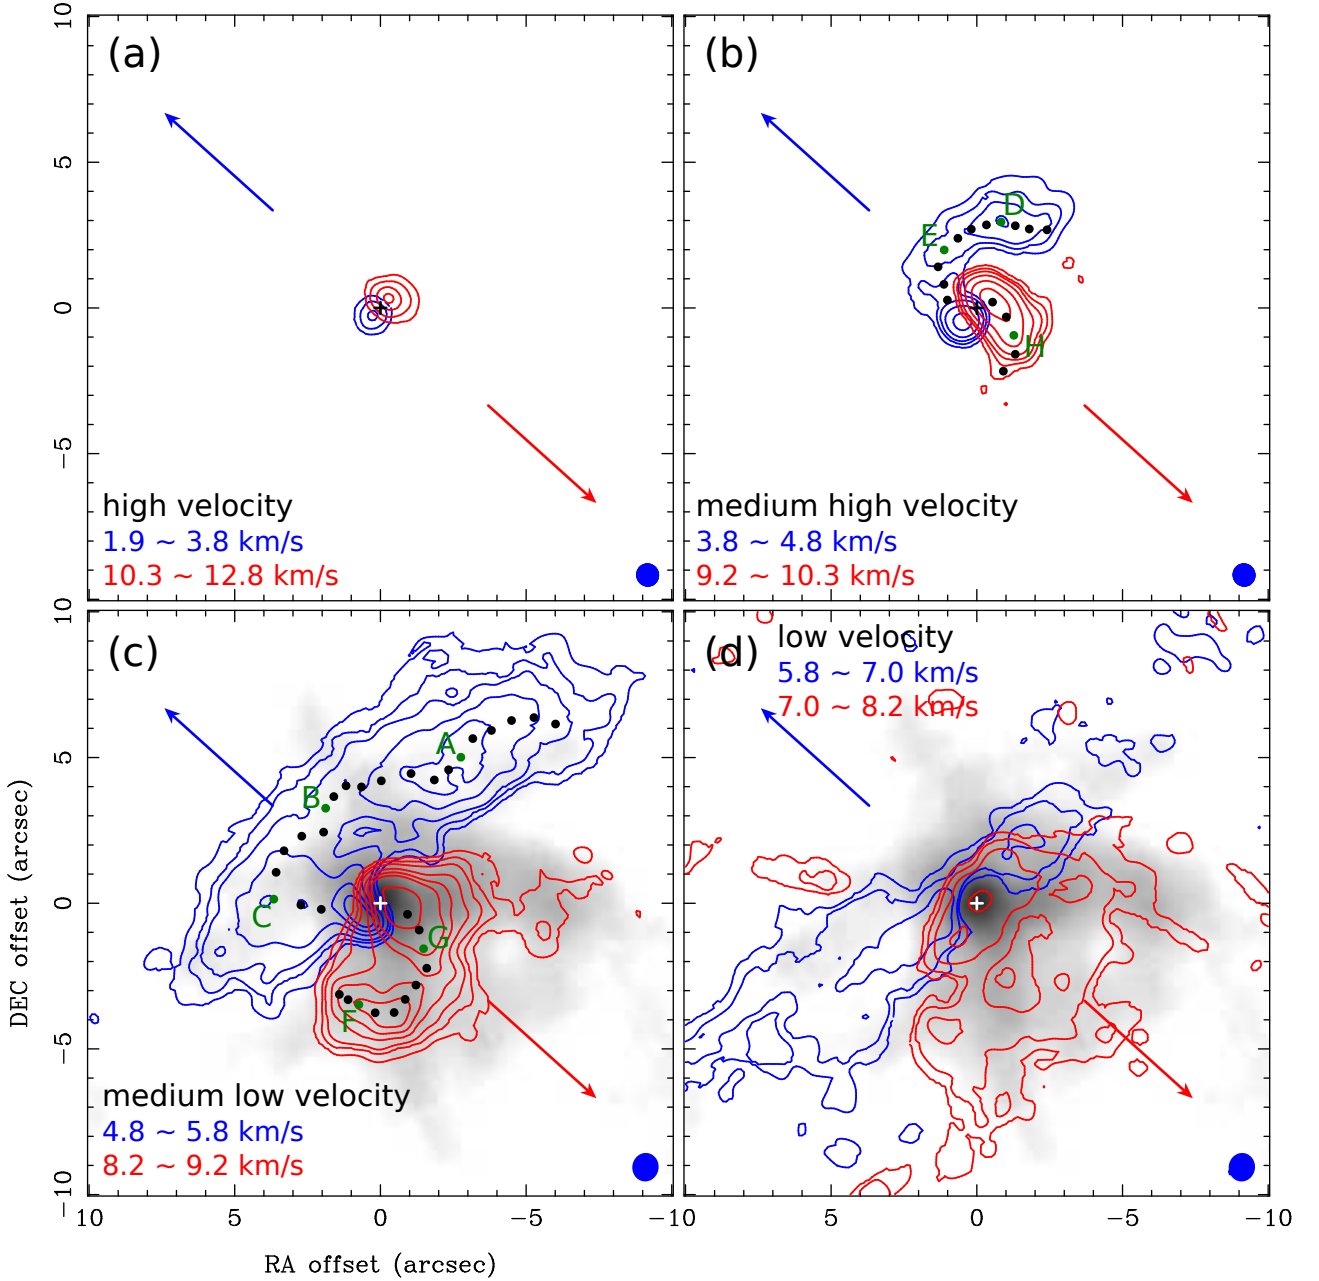 (a)
high velocity
1.9 ~ 3.8 km/s
10.3 ~ 12.8 km/s
10
5
0
−5
(b)
D
E
H
medium high velocity
3.8 ~ 4.8 km/s
9.2 ~ 10.3 km/s
(c)
A
B
C
G
F
medium low velocity
4.8 ~ 5.8 km/s
8.2 ~ 9.2 km/s
10
5
0
−5
−10
DEC offset (arcsec)
10 5 0 −5 −10
RA offset (arcsec)
(d)
low velocity
5.8 ~ 7.0 km/s
7.0 ~ 8.2 km/s
10 5 0 −5 −10